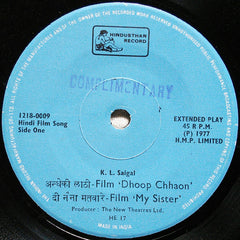 HINDUSTHAN
RECORD
COMPLIMENTARY
1218-0009
Hindi Film Song
Side One
EXTENDED PLAY
45 R.P.M.
(P) 1977
H.M.P. LIMITED
K. L. Saigal
अन्धेकी लाठी-Film 'Dhoop Chhaon'
दो नैना मतवारे-Film 'My Sister'
Producer : The New Theatres Ltd.
HE 17
MADE IN INDIA